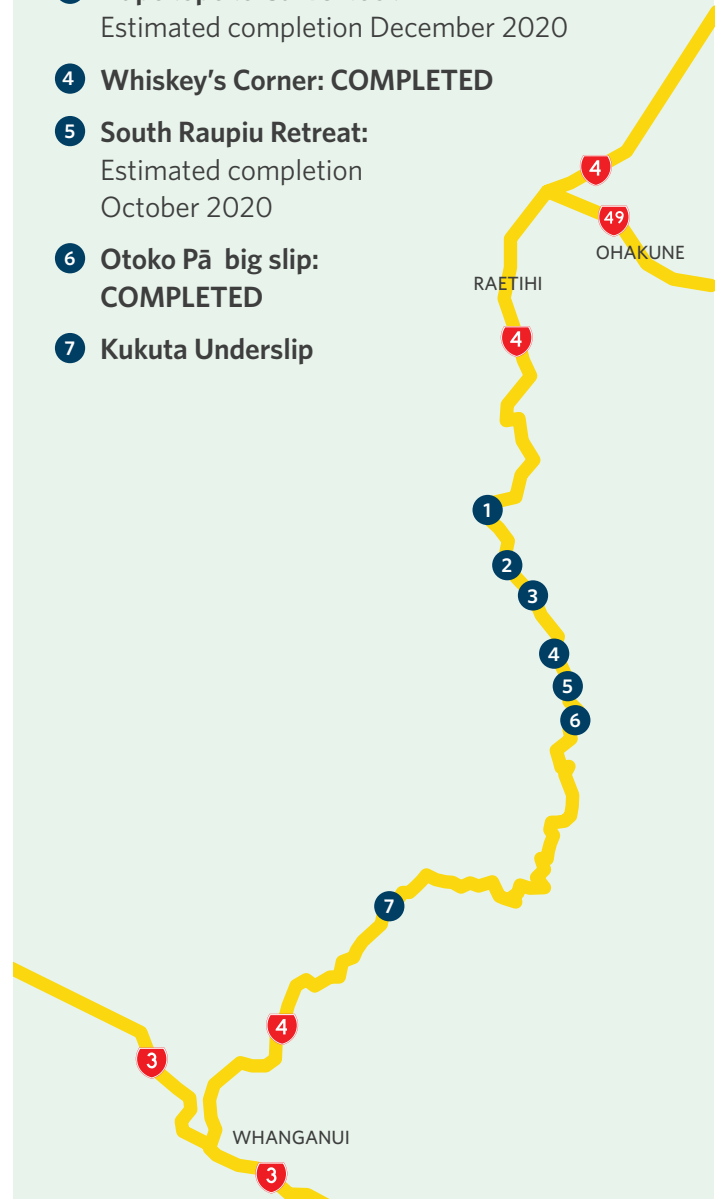 Estimated completion December 2020
4 Whiskey's Corner: COMPLETED
5 South Raupiu Retreat:
Estimated completion
October 2020
6 Otoko Pā big slip:
COMPLETED
7 Kukuta Underslip
4
49
OHAKUNE
RAETIHI
4
1
2
3
4
5
6
7
4
3
WHANGANUI
3